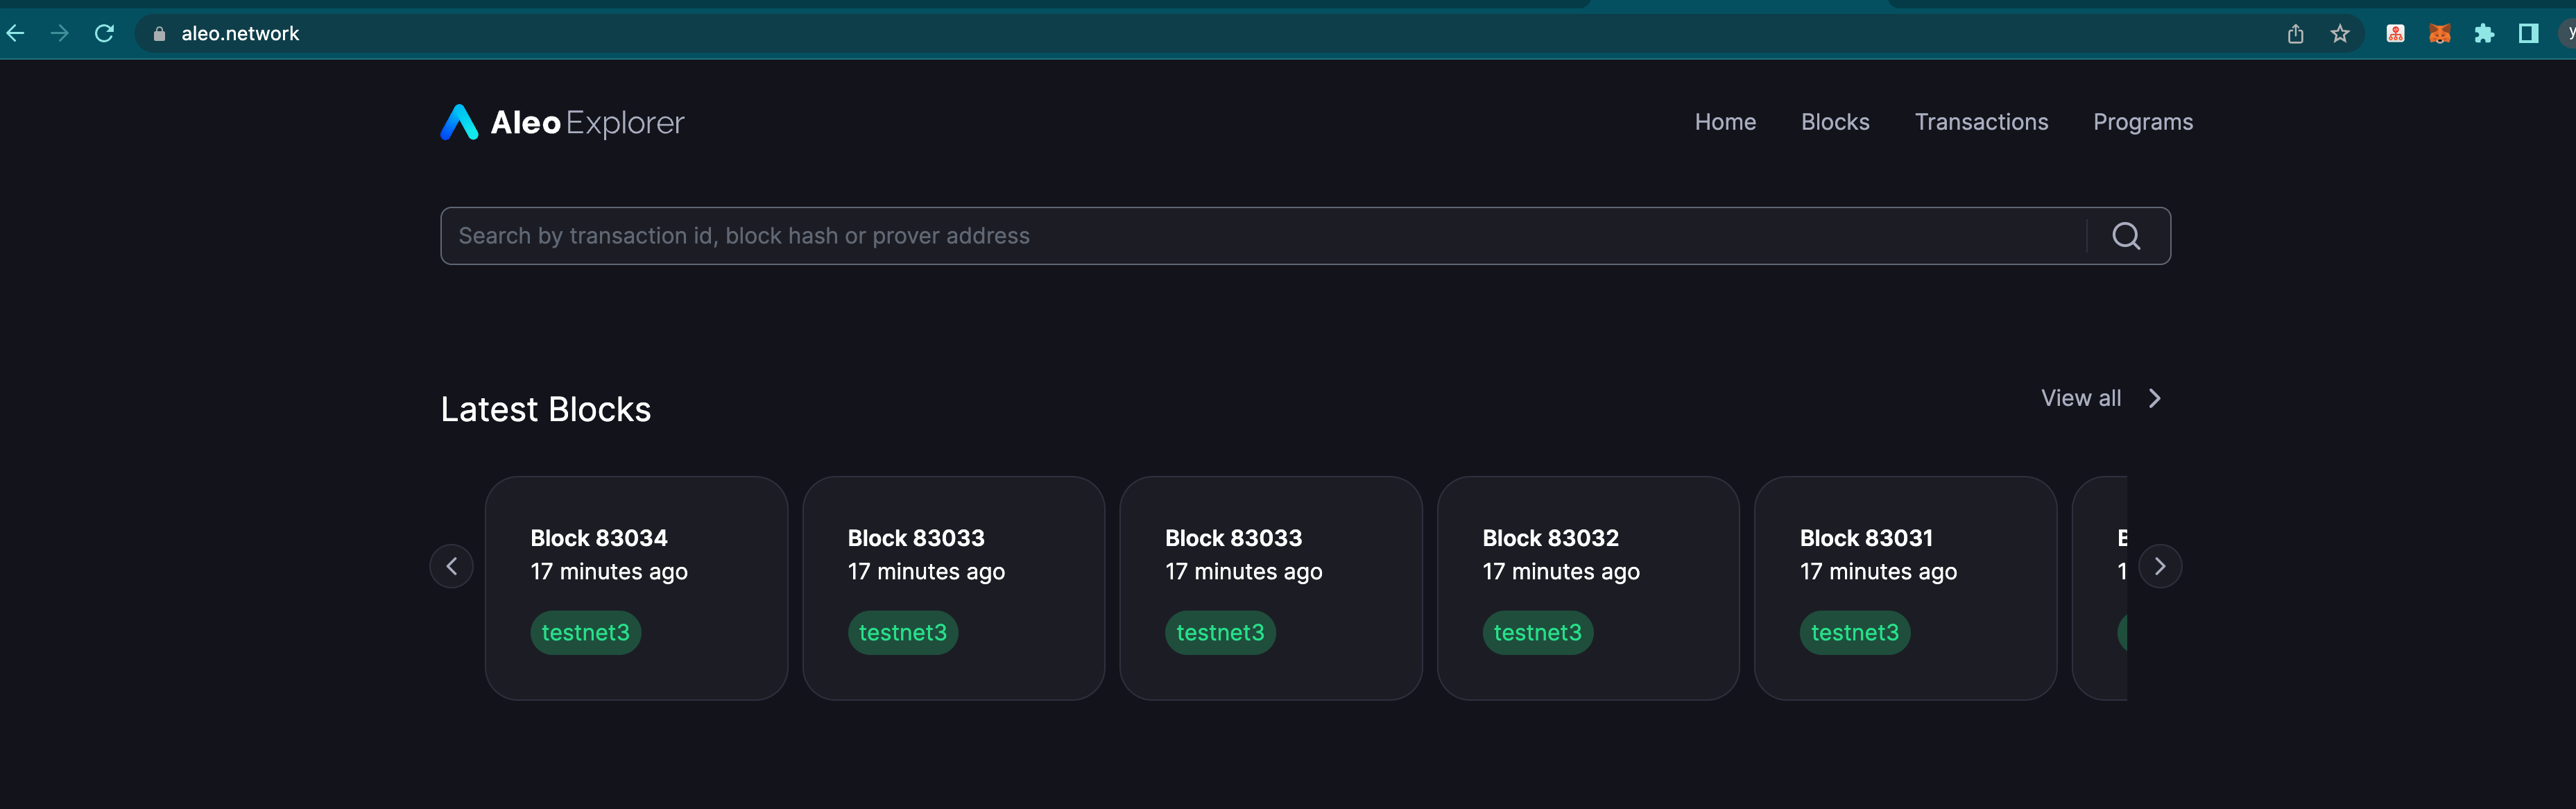 aleo.network
Aleo Explorer
Home Blocks Transactions Programs
Search by transaction id, block hash or prover address
Latest Blocks
View all
Block 83034
17 minutes ago
testnet3
Block 83033
17 minutes ago
testnet3
Block 83033
17 minutes ago
testnet3
Block 83032
17 minutes ago
testnet3
Block 83031
17 minutes ago
testnet3